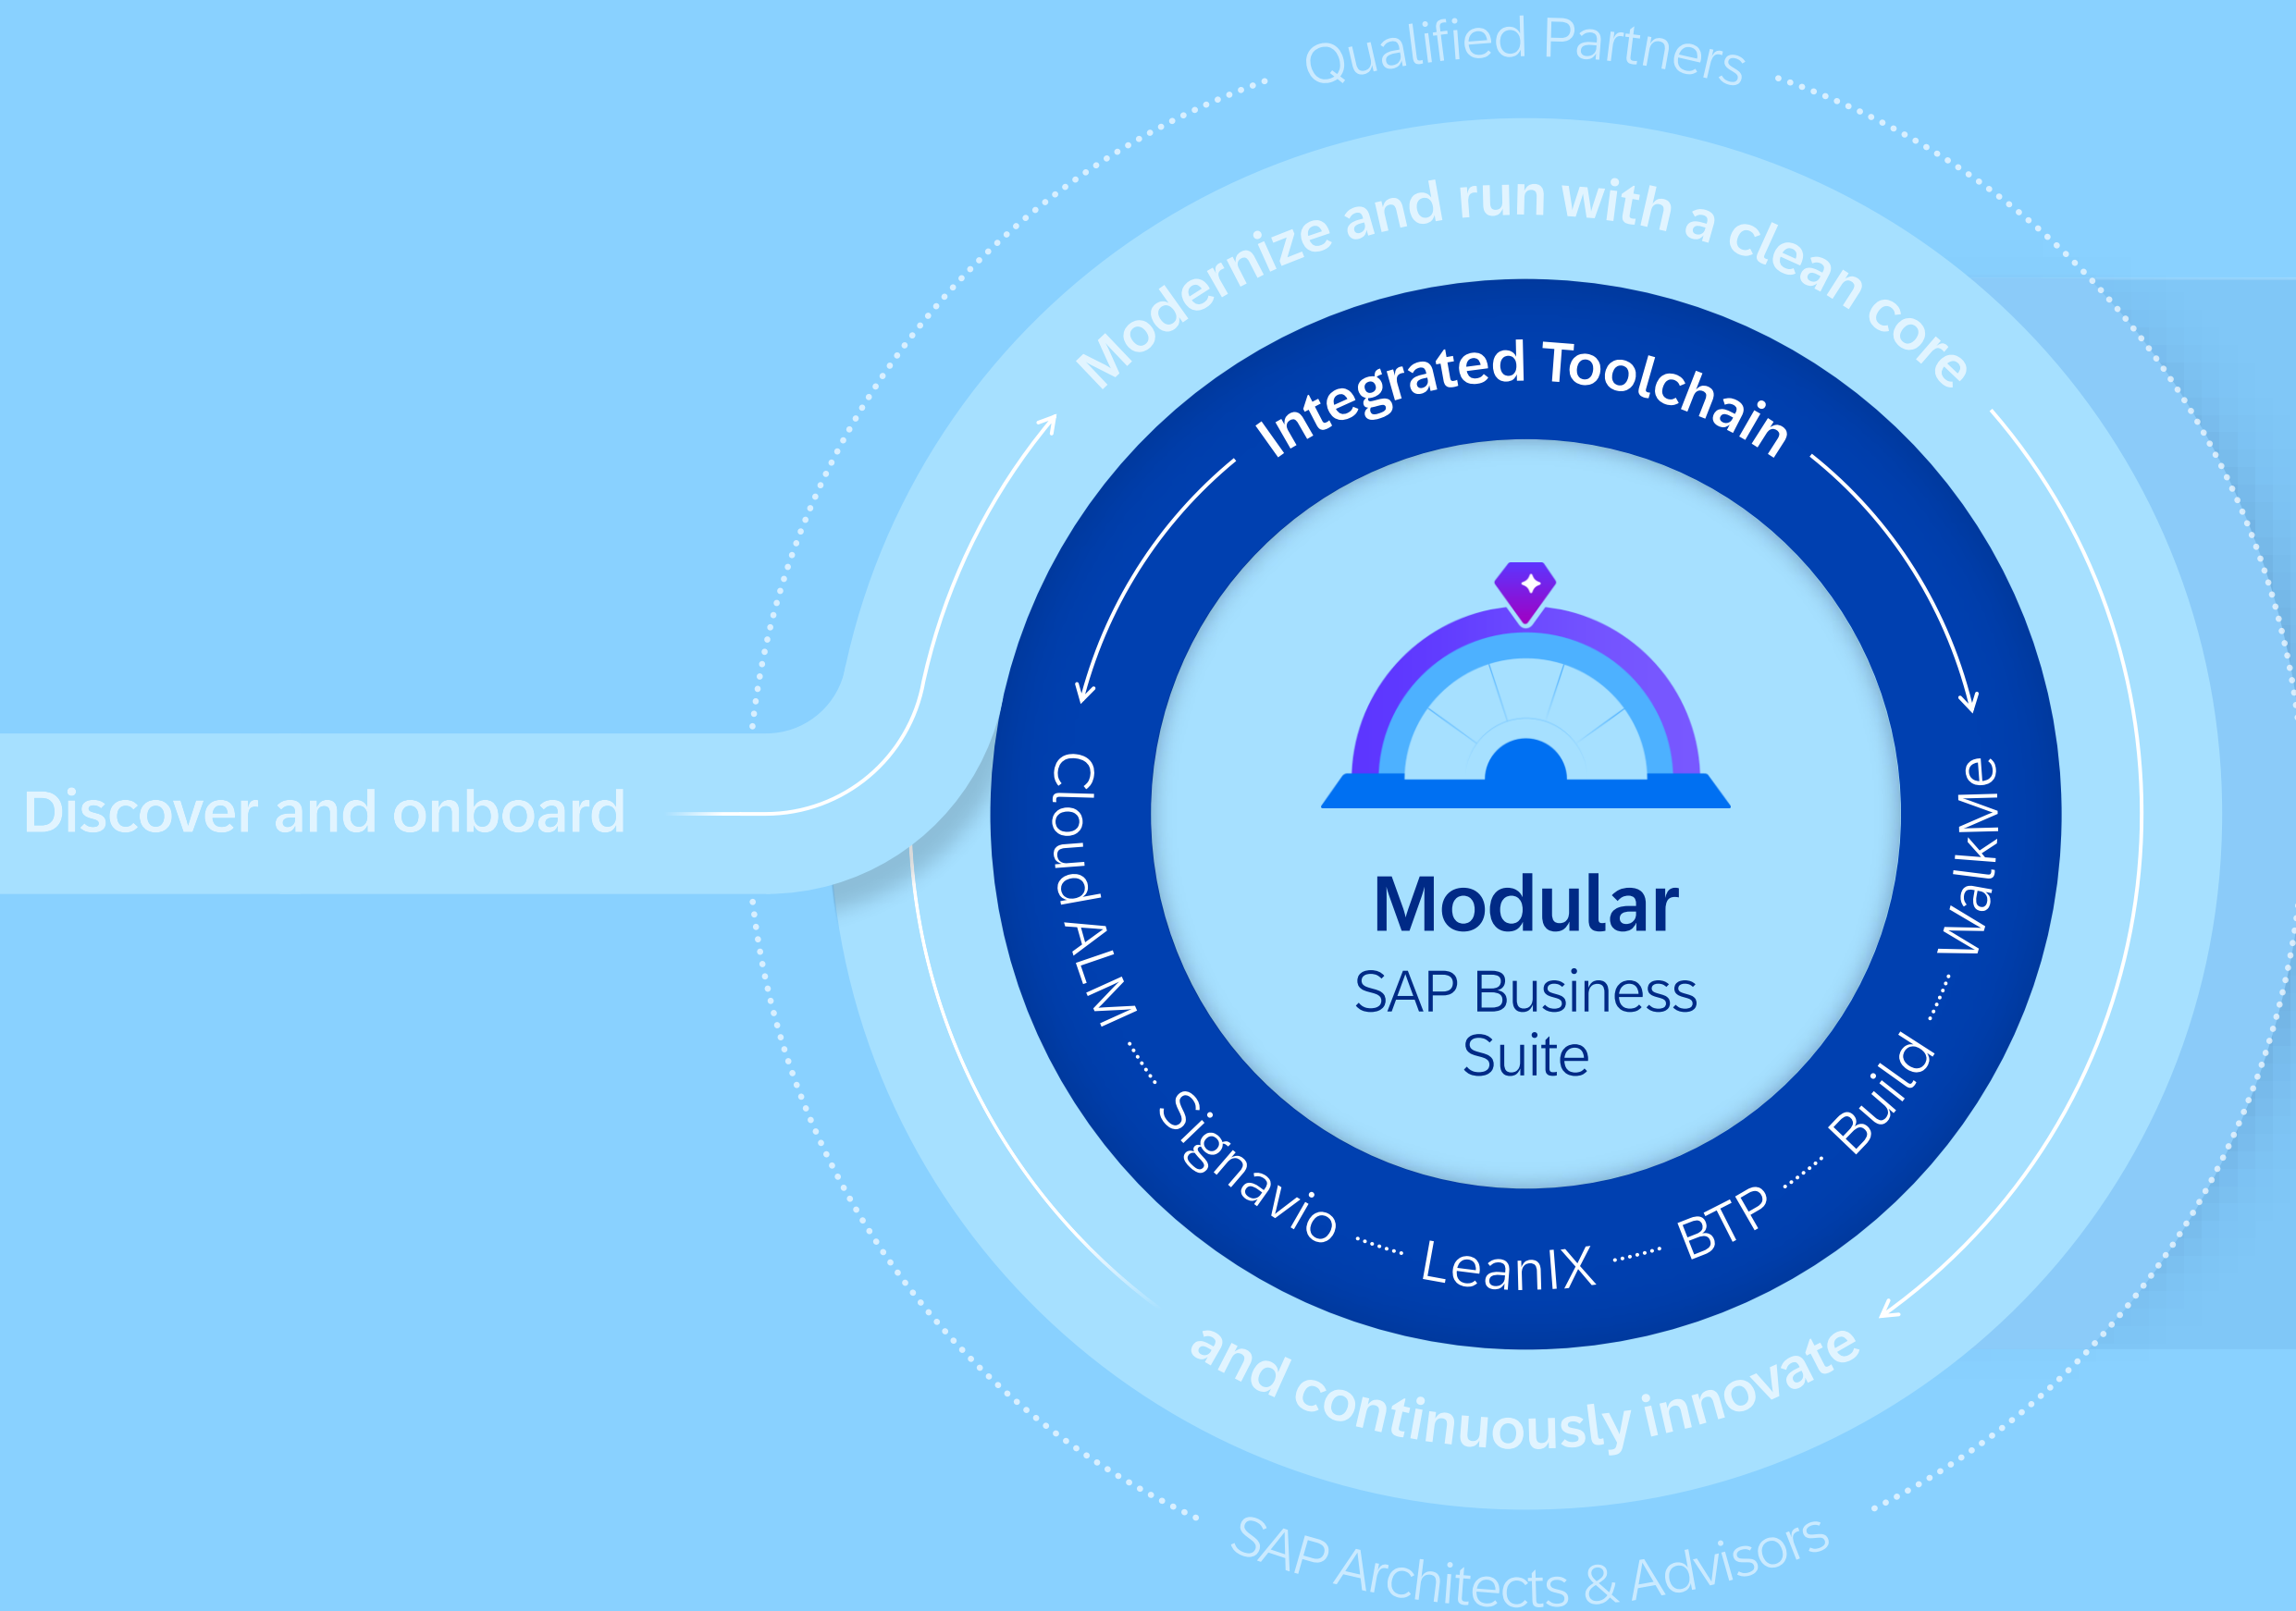 Qualified Partners
Modernize and run with a clean core
Integrated Toolchain
Discover and onboard
Modular
SAP Business
Suite
Cloud ALM
Signavio
LeanIX
BTP
Build
WalkMe
and continuously innovate
SAP Architects & Advisors